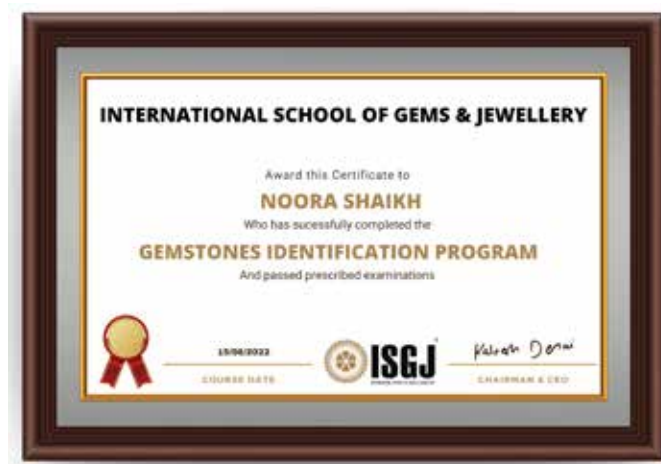 INTERNATIONAL SCHOOL OF GEMS & JEWELLERY
Award this Certificate to
NOORA SHAIKH
Who has sucessfully completed the
GEMSTONES IDENTIFICATION PROGRAM
And passed prescribed examinations
15/06/2022
ISGJ
COURSE DATE
CHAIRMAN & CEO